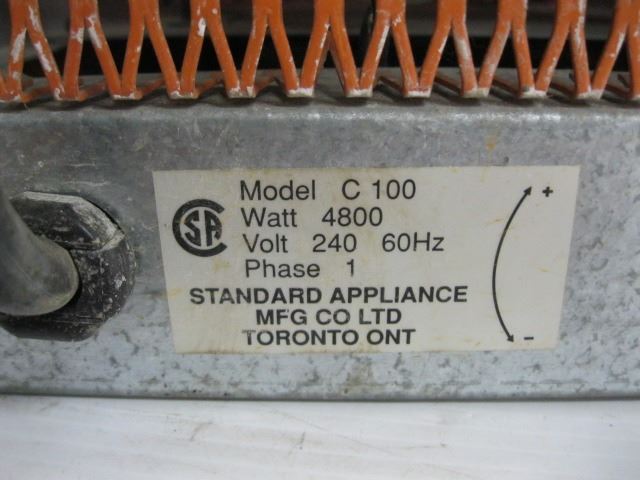 CSA
Model C 100
Watt 4800
Volt 240 60Hz
Phase 1
STANDARD APPLIANCE
MFG CO LTD
TORONTO ONT
+
-